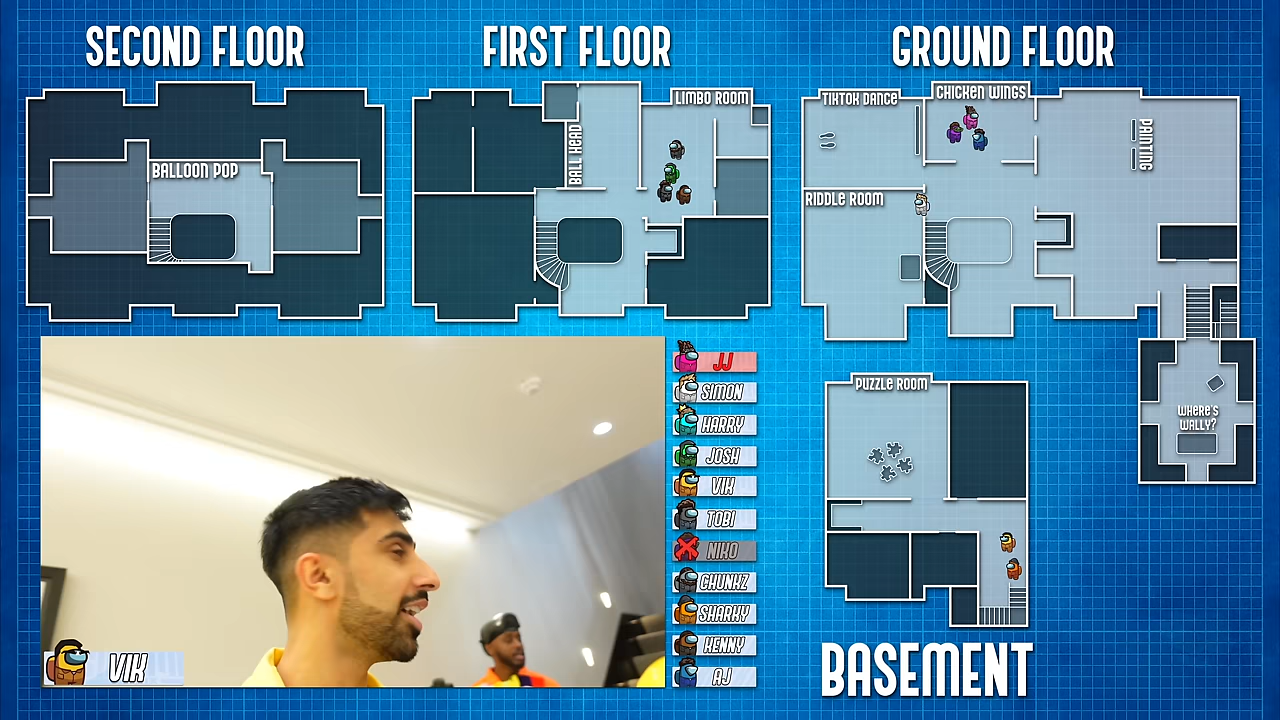 SECOND FLOOR
FIRST FLOOR
GROUND FLOOR
BALLOON POP
BALL HEAD
LIMBO ROOM
TIKTOK DANCE
CHICKEN WINGS
PAINTING
RIDDLE ROOM
WHERE'S
WALLY?
PUZZLE ROOM
BASEMENT
JJ
SIMON
HARRY
JOSH
VIK
TOBI
NIKO
CHUNKZ
SHARKY
KENNY
AJ
VIK